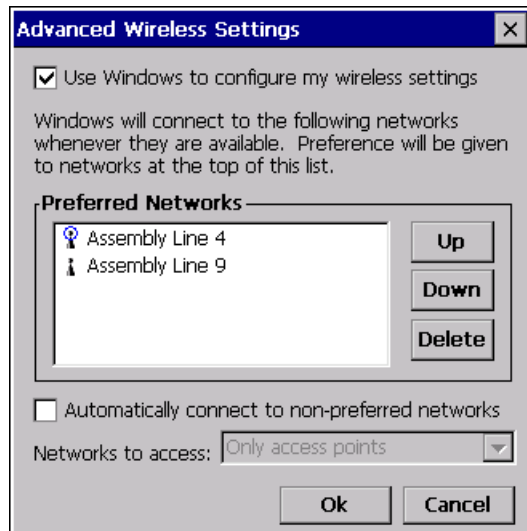 Advanced Wireless Settings
Use Windows to configure my wireless settings
Windows will connect to the following networks
whenever they are available.  Preference will be given
to networks at the top of this list.
Preferred Networks
Assembly Line 4
Assembly Line 9
Up
Down
Delete
Automatically connect to non-preferred networks
Networks to access: Only access points
Ok Cancel